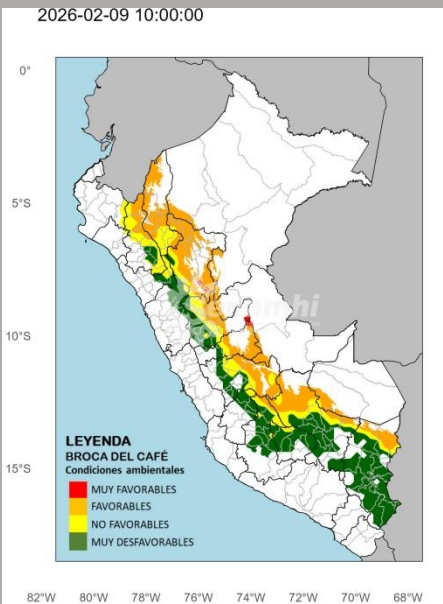 2026-02-09 10:00:00
0°
5°S
10°S
15°S
senamhi
LEYENDA
BROCA DEL CAFÉ
Condiciones ambientales
MUY FAVORABLES
FAVORABLES
NO FAVORABLES
MUY DESFAVORABLES
82°W 80°W 78°W 76°W 74°W 72°W 70°W 68°W